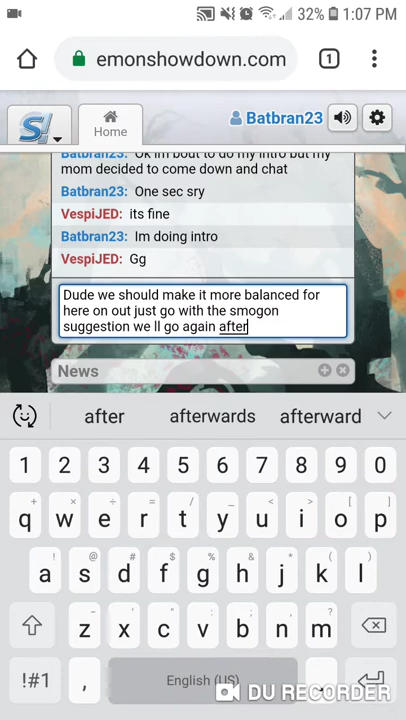 32% 1:07 PM
emonshowdown.com 1
S! Home Batbran23
Batbran23: Ok im bout to do my intro but my
mom decided to come down and chat
Batbran23: One sec sry
VespiJED: its fine
Batbran23: Im doing intro
VespiJED: Gg
Dude we should make it more balanced for
here on out just go with the smogon
suggestion we ll go again after
News
after afterwards afterward
1 2 3 4 5 6 7 8 9 0
+ × ÷ = / _ < > [ ]
q w e r t y u i o p
! @ # $ % ^ & * ( )
a s d f g h j k l
- ' " : ; , ?
z x c v b n m
!#1 , English (US) .
DU RECORDER